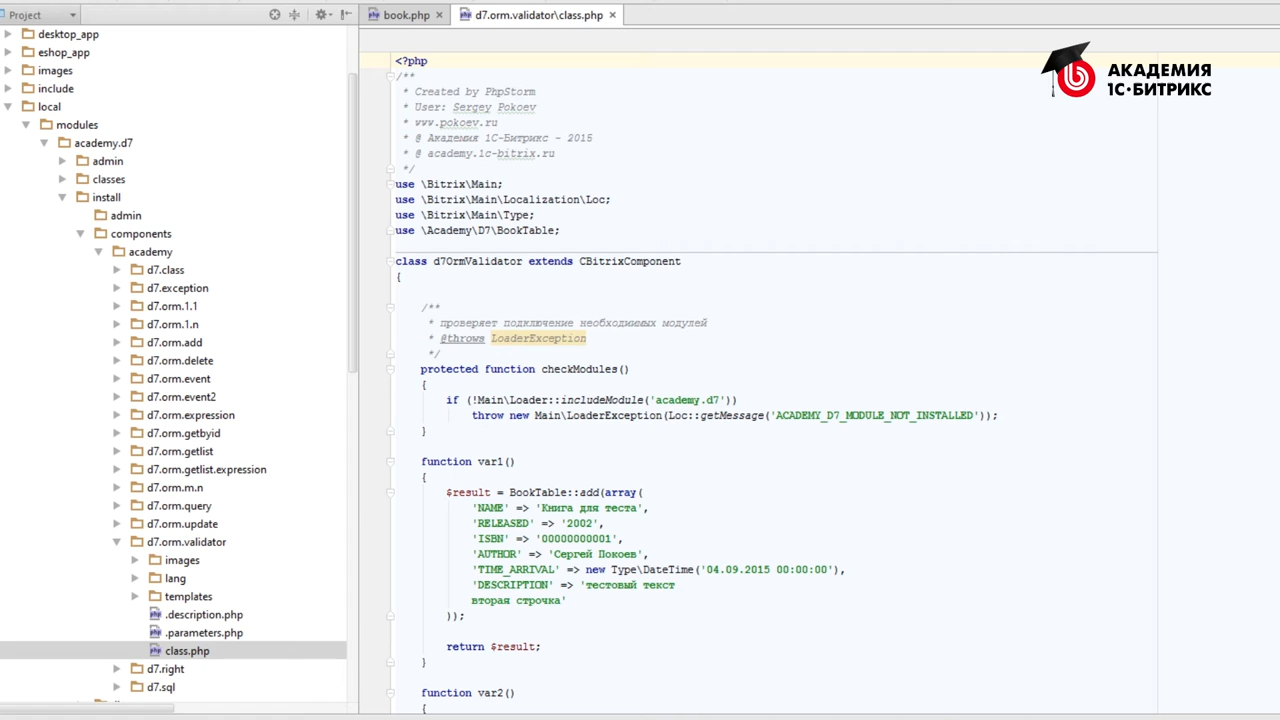 Project
desktop_app
eshop_app
images
include
local
modules
academy.d7
admin
classes
install
admin
components
academy
d7.class
d7.exception
d7.orm.1.1
d7.orm.1.n
d7.orm.add
d7.orm.delete
d7.orm.event
d7.orm.event2
d7.orm.expression
d7.orm.getbyid
d7.orm.getlist
d7.orm.getlist.expression
d7.orm.m.n
d7.orm.query
d7.orm.update
d7.orm.validator
images
lang
templates
.description.php
.parameters.php
class.php
d7.right
d7.sql
book.php
d7.orm.validator\class.php
АКАДЕМИЯ
1С·БИТРИКС
<?php
/**
* Created by PhpStorm
* User: Sergey Pokoev
* www.pokoev.ru
* @ Академия 1С-Битрикс - 2015
* @ academy.1c-bitrix.ru
*/
use \Bitrix\Main;
use \Bitrix\Main\Localization\Loc;
use \Bitrix\Main\Type;
use \Academy\D7\BookTable;
class d7OrmValidator extends CBitrixComponent
{
/**
* проверяет подключение необходиимых модулей
* @throws LoaderException
*/
protected function checkModules()
{
if (!Main\Loader::includeModule('academy.d7'))
throw new Main\LoaderException(Loc::getMessage('ACADEMY_D7_MODULE_NOT_INSTALLED'));
}
function var1()
{
$result = BookTable::add(array(
'NAME' => 'Книга для теста',
'RELEASED' => '2002',
'ISBN' => '00000000001',
'AUTHOR' => 'Сергей Покоев',
'TIME_ARRIVAL' => new Type\DateTime('04.09.2015 00:00:00'),
'DESCRIPTION' => 'тестовый текст
вторая строчка'
));
return $result;
}
function var2()
{